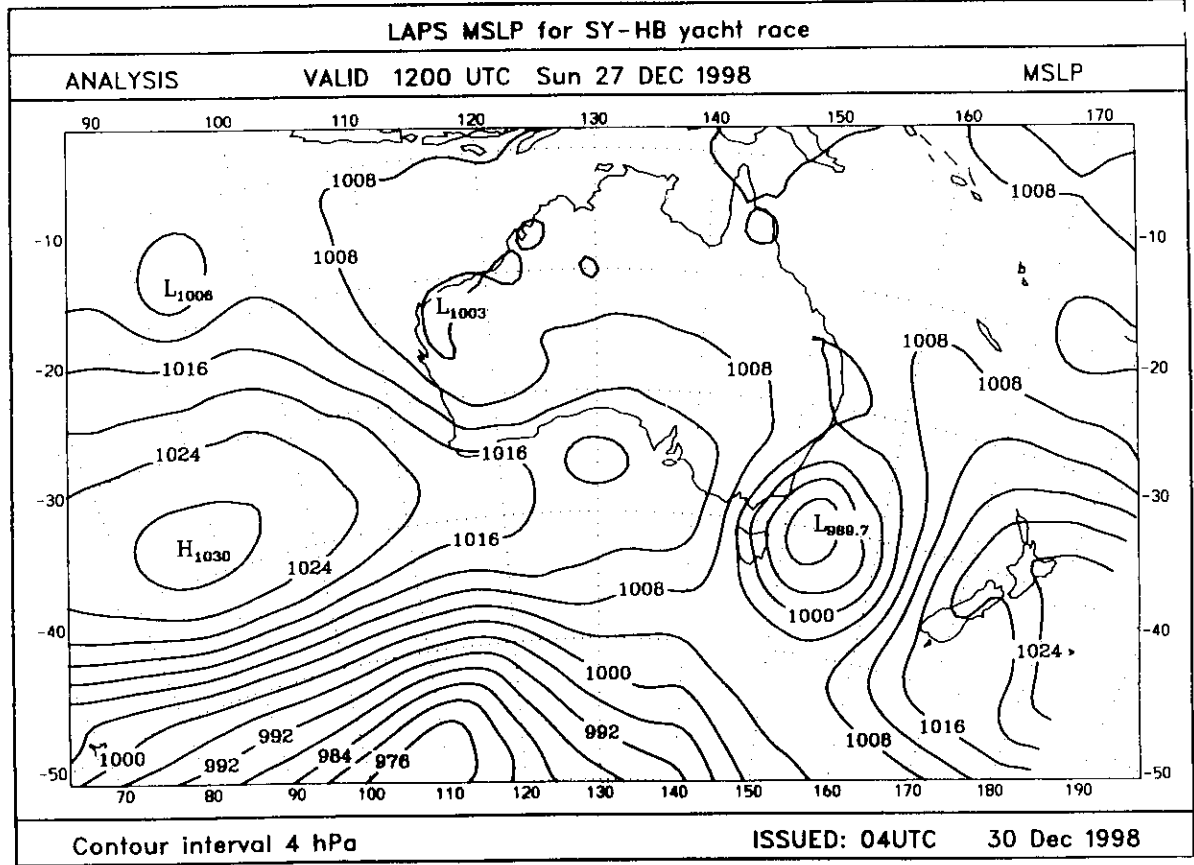 LAPS MSLP for SY-HB yacht race
ANALYSIS VALID 1200 UTC Sun 27 DEC 1998 MSLP
90 100 110 120 130 140 150 160 170
1008
1008
-10 1008 -10
L1006
L1003
1016 1008 1008
-20 1008 -20
1024 1016
-30 -30
L989.7
H1030
1016
1024 1008 1000
-40 -40
1024
1000
1016
992 992 1008
1000 992 984 976
-50 -50
70 80 90 100 110 120 130 140 150 160 170 180 190
Contour interval 4 hPa ISSUED: 04UTC 30 Dec 1998